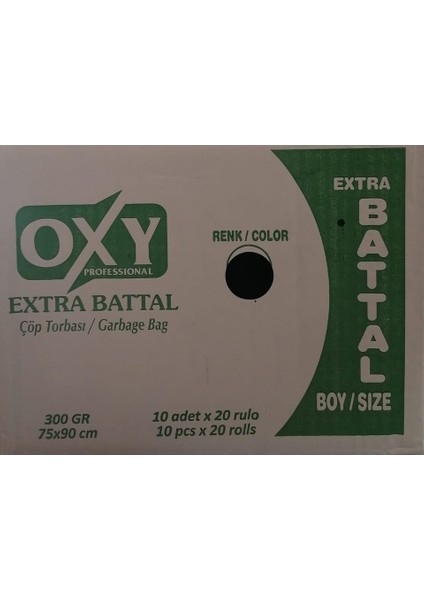 OXY
PROFESSIONAL
EXTRA BATTAL
Çöp Torbası / Garbage Bag
300 GR
75x90 cm
10 adet x 20 rulo
10 pcs x 20 rolls
RENK / COLOR
EXTRA
BATTAL
BOY / SIZE